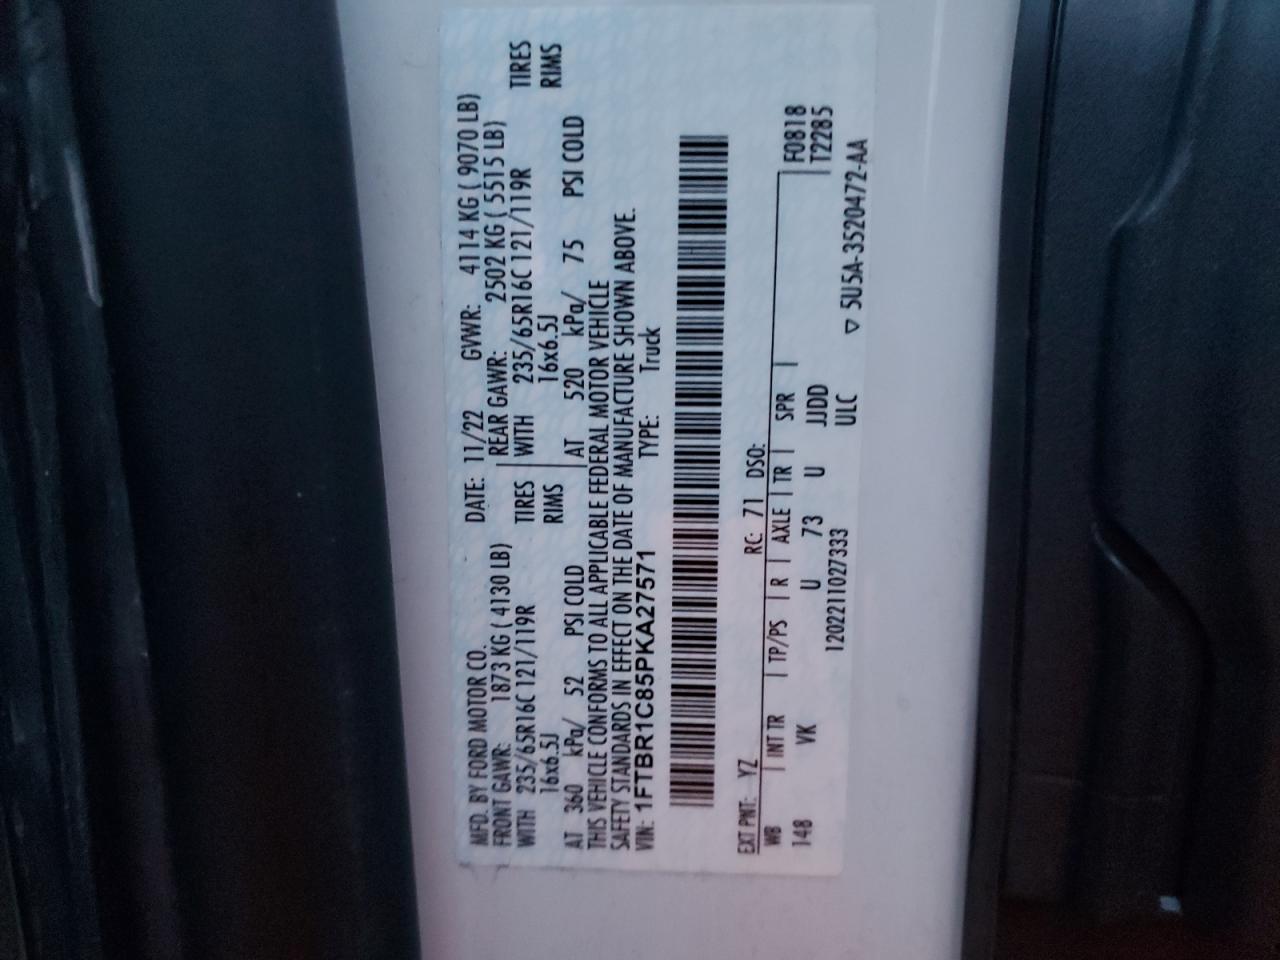 MFD. BY FORD MOTOR CO. DATE: 11/22 GVWR: 4114 KG ( 9070 LB)
FRONT GAWR: 1873 KG ( 4130 LB) REAR GAWR: 2502 KG ( 5515 LB)
WITH 235/65R16C 121/119R TIRES WITH 235/65R16C 121/119R TIRES
16x6.5J RIMS 16x6.5J RIMS
AT 360 kPa/ 52 PSI COLD AT 520 kPa/ 75 PSI COLD
THIS VEHICLE CONFORMS TO ALL APPLICABLE FEDERAL MOTOR VEHICLE
SAFETY STANDARDS IN EFFECT ON THE DATE OF MANUFACTURE SHOWN ABOVE.
VIN: 1FTBR1C85PKA27571 TYPE: Truck
EXT PNT: YZ RC: 71 DSO:
WB INT TR TP/PS R AXLE TR SPR F0818
148 VK U 73 U JJDD T2285
1202211027333 ULC ▽ 5U5A-3520472-AA